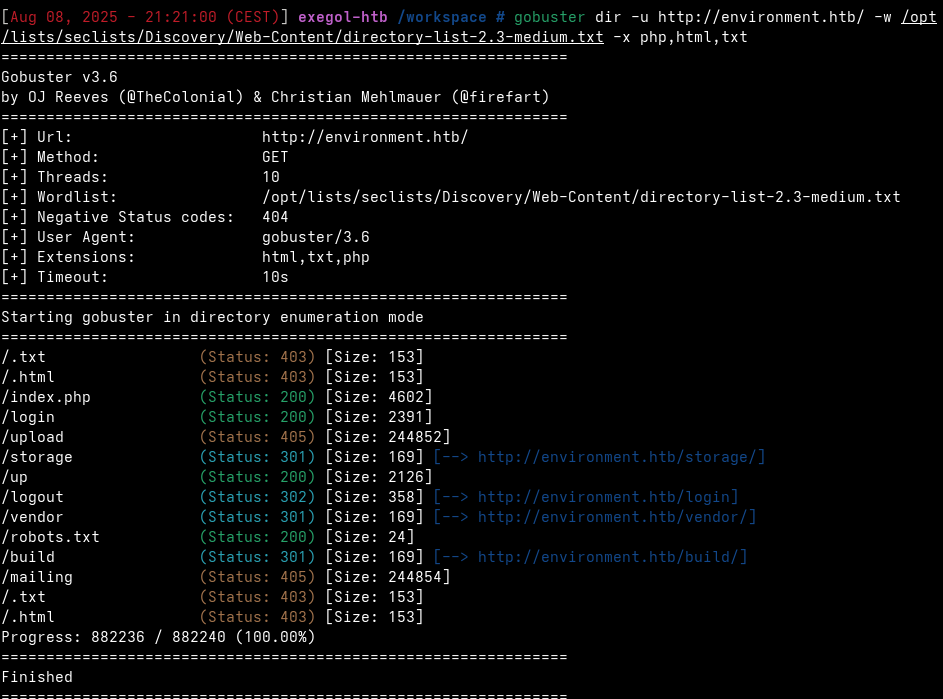 [Aug 08, 2025 - 21:21:00 (CEST)] exegol-htb /workspace # gobuster dir -u http://environment.htb/ -w /opt
/lists/seclists/Discovery/Web-Content/directory-list-2.3-medium.txt -x php,html,txt
===============================================================
Gobuster v3.6
by OJ Reeves (@TheColonial) & Christian Mehlmauer (@firefart)
===============================================================
[+] Url:                     http://environment.htb/
[+] Method:                  GET
[+] Threads:                 10
[+] Wordlist:                /opt/lists/seclists/Discovery/Web-Content/directory-list-2.3-medium.txt
[+] Negative Status codes:   404
[+] User Agent:              gobuster/3.6
[+] Extensions:              html,txt,php
[+] Timeout:                 10s
===============================================================
Starting gobuster in directory enumeration mode
===============================================================
/.txt                 (Status: 403) [Size: 153]
/.html                (Status: 403) [Size: 153]
/index.php            (Status: 200) [Size: 4602]
/login                (Status: 200) [Size: 2391]
/upload               (Status: 405) [Size: 244852]
/storage              (Status: 301) [Size: 169] [--> http://environment.htb/storage/]
/up                   (Status: 200) [Size: 2126]
/logout               (Status: 302) [Size: 358] [--> http://environment.htb/login]
/vendor               (Status: 301) [Size: 169] [--> http://environment.htb/vendor/]
/robots.txt           (Status: 200) [Size: 24]
/build                (Status: 301) [Size: 169] [--> http://environment.htb/build/]
/mailing              (Status: 405) [Size: 244854]
/.txt                 (Status: 403) [Size: 153]
/.html                (Status: 403) [Size: 153]
Progress: 882236 / 882240 (100.00%)
===============================================================
Finished
===============================================================